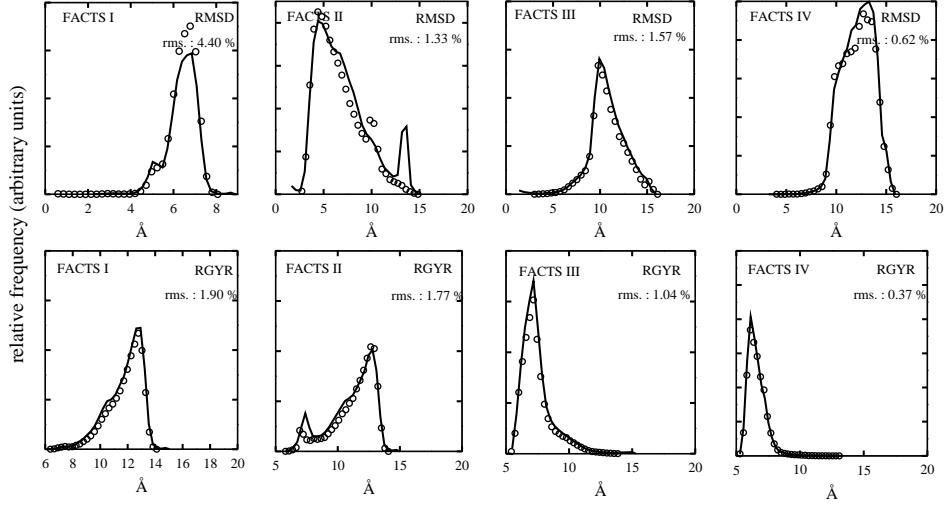 FACTS I
RMSD
rms. : 4.40 %
0 2 4 6 8
Å
FACTS II
RMSD
rms. : 1.33 %
0 5 10 15 20
Å
FACTS III
RMSD
rms. : 1.57 %
0 5 10 15 20
Å
FACTS IV
RMSD
rms. : 0.62 %
0 5 10 15 20
Å
relative frequency (arbitrary units)
FACTS I
RGYR
rms. : 1.90 %
6 8 10 12 14 16 18 20
Å
FACTS II
RGYR
rms. : 1.77 %
5 10 15 20
Å
FACTS III
RGYR
rms. : 1.04 %
5 10 15 20
Å
FACTS IV
RGYR
rms. : 0.37 %
5 10 15 20
Å